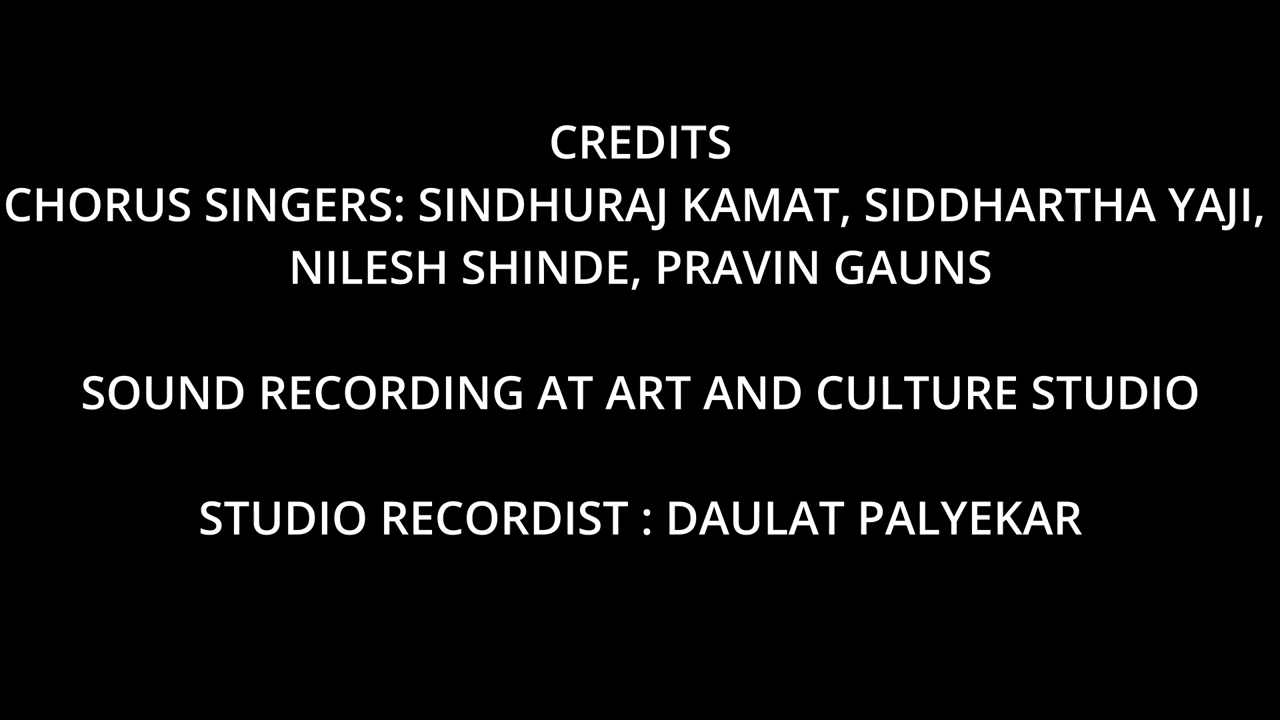 CREDITS
CHORUS SINGERS: SINDHURAJ KAMAT, SIDDHARTHA YAJI,
NILESH SHINDE, PRAVIN GAUNS
SOUND RECORDING AT ART AND CULTURE STUDIO
STUDIO RECORDIST : DAULAT PALYEKAR